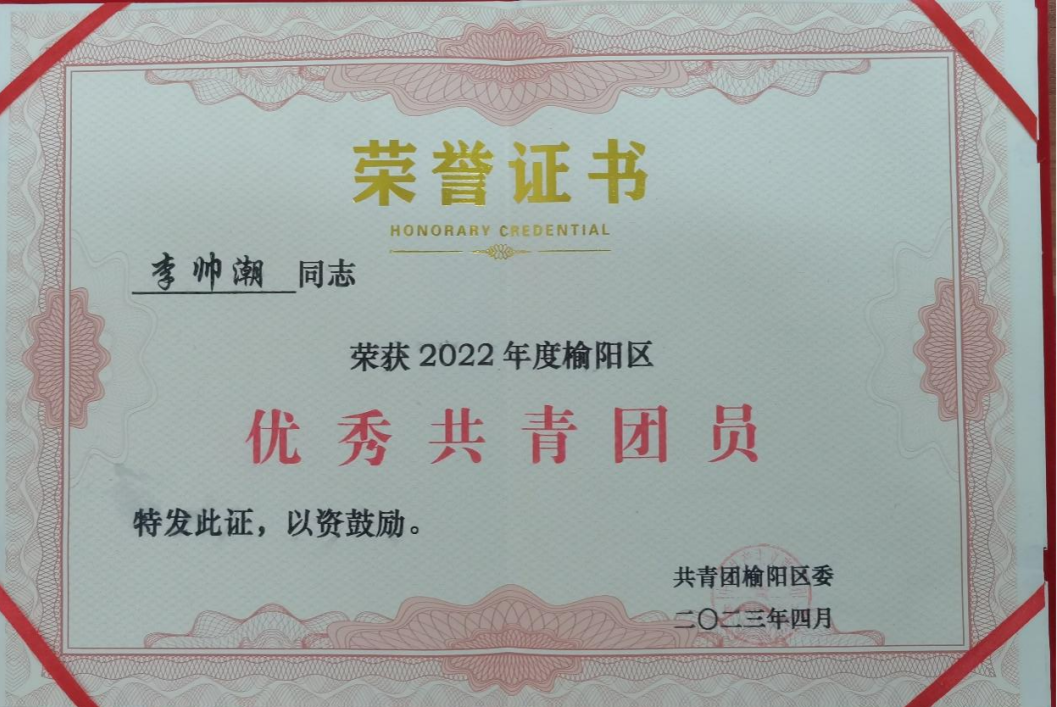 荣誉证书
HONORARY CREDENTIAL
李帅潮 同志
荣获 2022 年度榆阳区
优秀共青团员
特发此证，以资鼓励。
共青团榆阳区委
二〇二三年四月